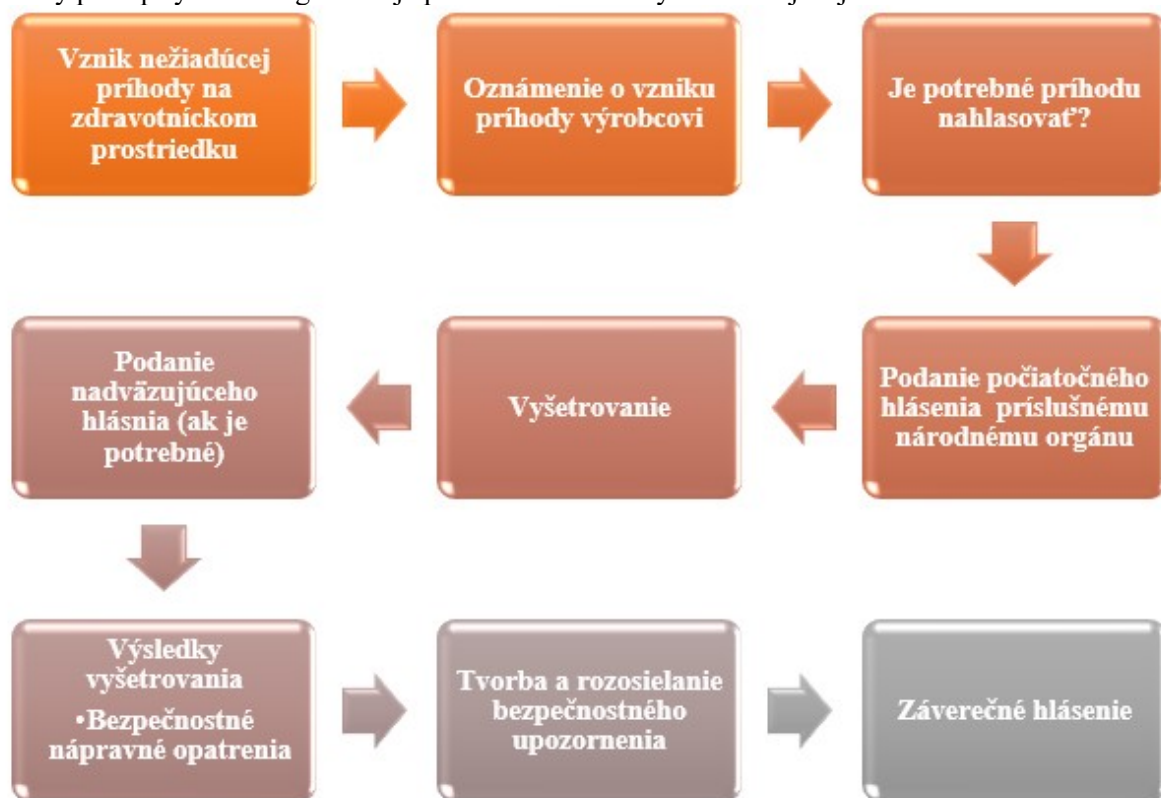 Vznik nežiadúcej
príhody na
zdravotníckom
prostriedku
Oznámenie o vzniku
príhody výrobcovi
Je potrebné príhodu
nahlasovať?
Podanie počiatočného
hlásenia príslušnému
národnému orgánu
Vyšetrovanie
Podanie
nadväzujúceho
hlásnia (ak je
potrebné)
Výsledky
vyšetrovania
•Bezpečnostné
nápravné opatrenia
Tvorba a rozosielanie
bezpečnostného
upozornenia
Záverečné hlásenie